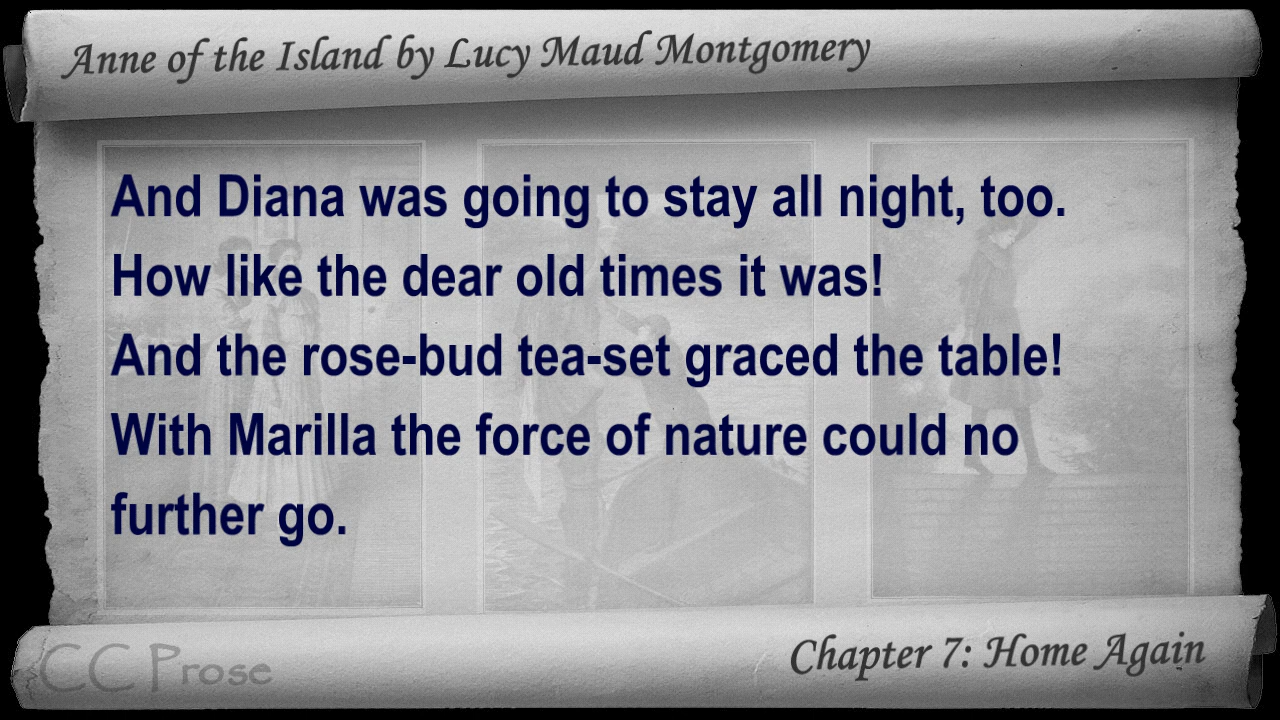 Anne of the Island by Lucy Maud Montgomery
And Diana was going to stay all night, too.
How like the dear old times it was!
And the rose-bud tea-set graced the table!
With Marilla the force of nature could no
further go.
Chapter 7: Home Again
CC Prose